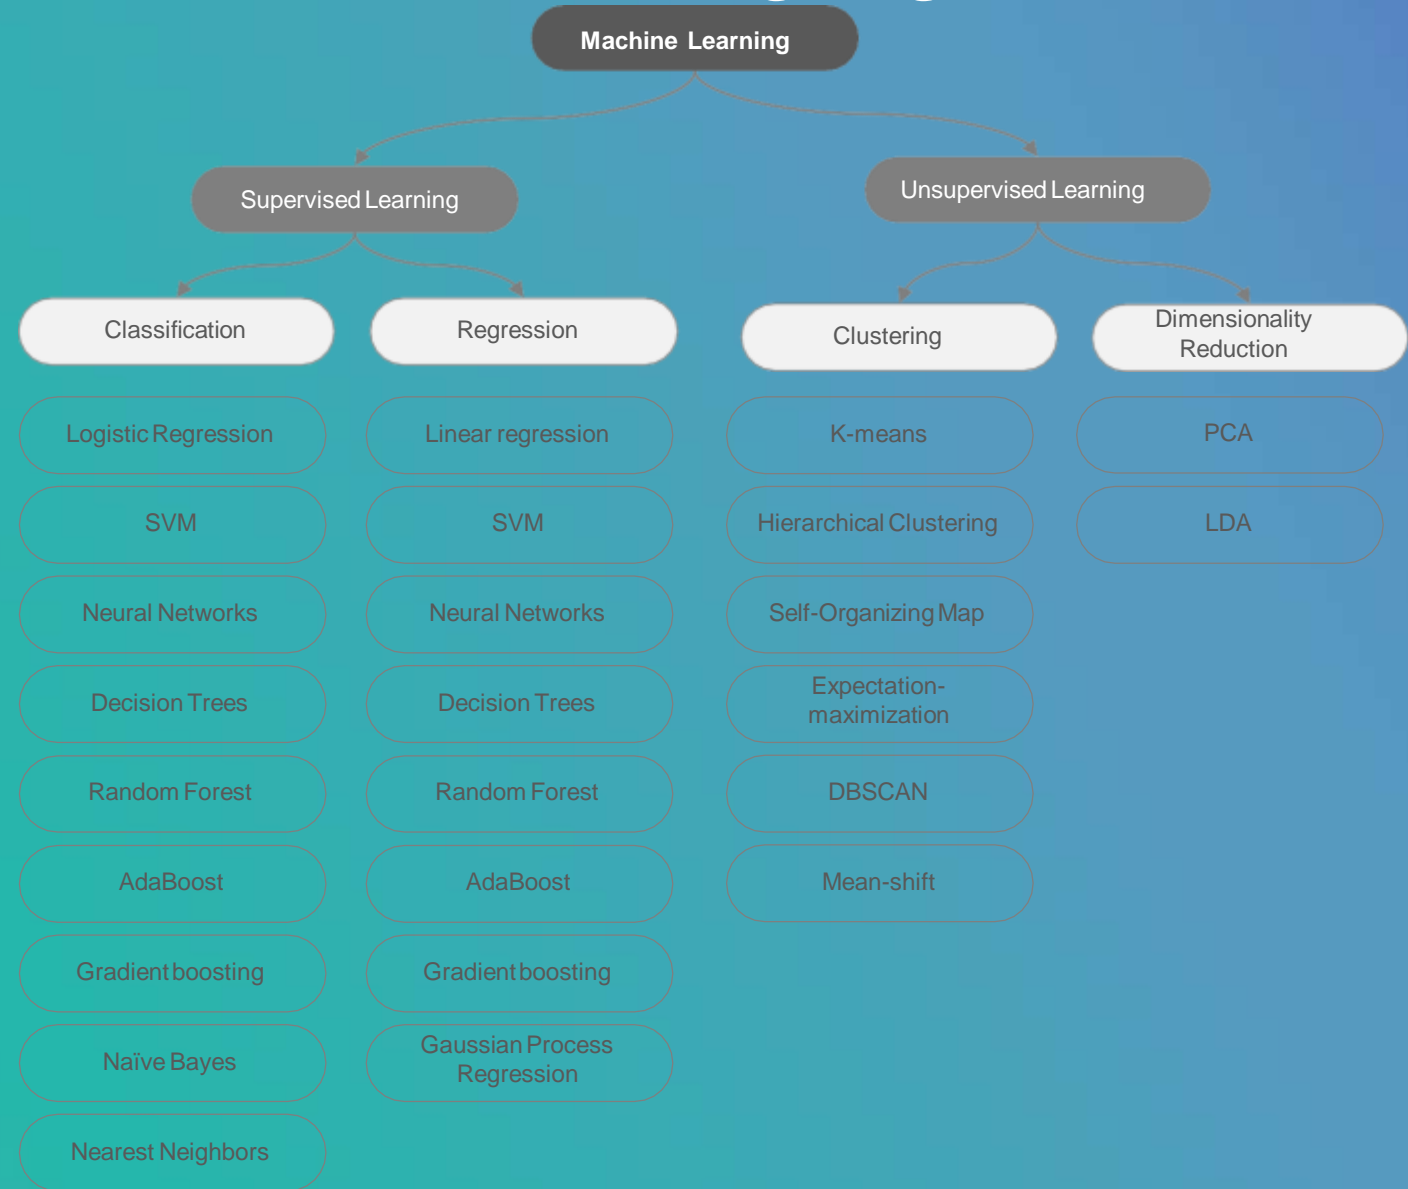 Machine Learning
Supervised Learning
Unsupervised Learning
Classification
Regression
Clustering
Dimensionality
Reduction
Logistic Regression
Linear regression
K-means
PCA
SVM
SVM
Hierarchical Clustering
LDA
Neural Networks
Neural Networks
Self-Organizing Map
Decision Trees
Decision Trees
Expectation-
maximization
Random Forest
Random Forest
DBSCAN
AdaBoost
AdaBoost
Mean-shift
Gradient boosting
Gradient boosting
Naïve Bayes
Gaussian Process
Regression
Nearest Neighbors